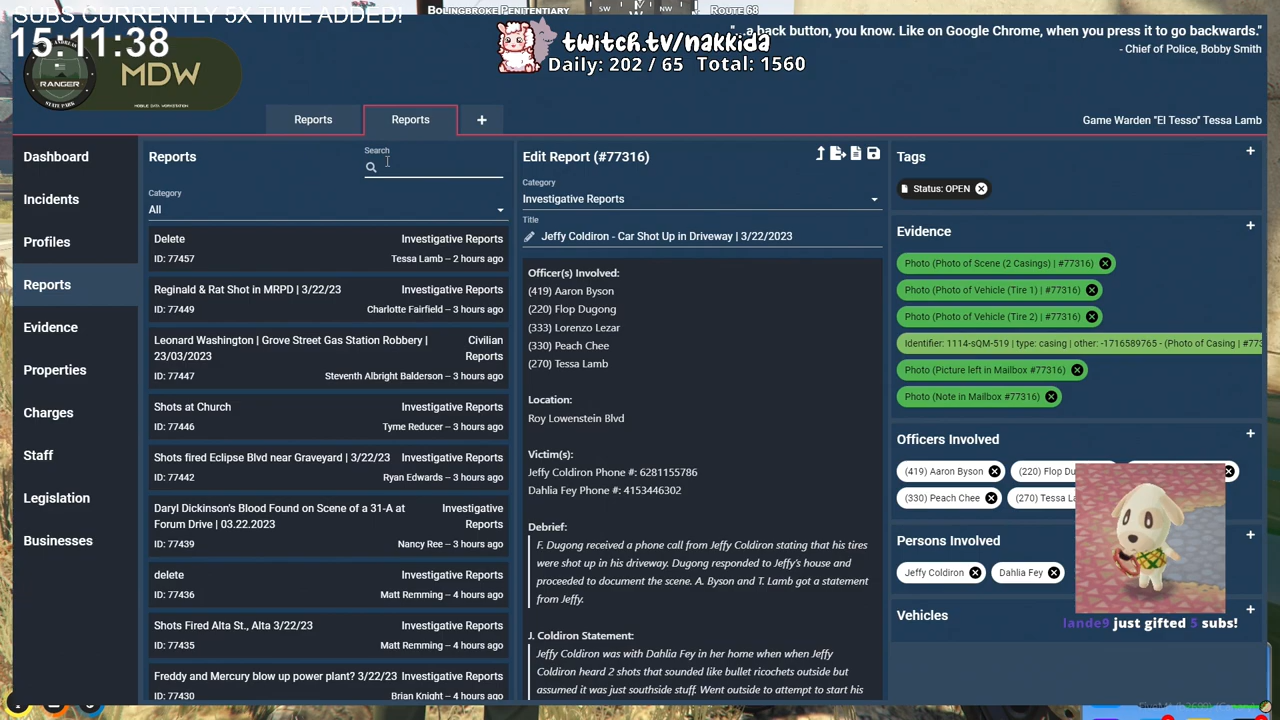 SUBS CURRENTLY 5X TIME ADDED!
15:11:38
BOLINGBROKE PENITENTIARY
SW
NW
ROUTE 68
twitch.tv/nakkida
Daily: 202 / 65 Total: 1560
"...a back button, you know. Like on Google Chrome, when you press it to go backwards."
- Chief of Police, Bobby Smith
RANGER
STATE PARK
MDW
MOBILE DATA WORKSTATION
Reports
Reports
+
Game Warden "El Tesso" Tessa Lamb
Dashboard
Incidents
Profiles
Reports
Evidence
Properties
Charges
Staff
Legislation
Businesses
Reports
Search
Category
All
Delete Investigative Reports
ID: 77457 Tessa Lamb – 2 hours ago
Reginald & Rat Shot in MRPD | 3/22/23 Investigative Reports
ID: 77449 Charlotte Fairfield – 3 hours ago
Leonard Washington | Grove Street Gas Station Robbery | Civilian
23/03/2023 Reports
ID: 77447 Steventh Albright Balderson – 3 hours ago
Shots at Church Investigative Reports
ID: 77446 Tyme Reducer – 3 hours ago
Shots fired Eclipse Blvd near Graveyard | 3/22/23 Investigative Reports
ID: 77442 Ryan Edwards – 3 hours ago
Daryl Dickinson's Blood Found on Scene of a 31-A at Investigative
Forum Drive | 03.22.2023 Reports
ID: 77439 Nancy Ree – 3 hours ago
delete Investigative Reports
ID: 77436 Matt Remming – 4 hours ago
Shots Fired Alta St., Alta 3/22/23 Investigative Reports
ID: 77435 Matt Remming – 4 hours ago
Freddy and Mercury blow up power plant? 3/22/23 Investigative Reports
ID: 77430 Brian Knight – 4 hours ago
Edit Report (#77316)
Category
Investigative Reports
Title
Jeffy Coldiron - Car Shot Up in Driveway | 3/22/2023
Officer(s) Involved:
(419) Aaron Byson
(220) Flop Dugong
(333) Lorenzo Lezar
(330) Peach Chee
(270) Tessa Lamb
Location:
Roy Lowenstein Blvd
Victim(s):
Jeffy Coldiron Phone #: 6281155786
Dahlia Fey Phone #: 4153446302
Debrief:
F. Dugong received a phone call from Jeffy Coldiron stating that his tires
were shot up in his driveway. Dugong responded to Jeffy's house and
proceeded to document the scene. A. Byson and T. Lamb got a statement
from Jeffy.
J. Coldiron Statement:
Jeffy Coldiron was with Dahlia Fey in her home when when Jeffy
Coldiron heard 2 shots that sounded like bullet ricochets outside but
assumed it was just southside stuff. Went outside to attempt to start his
Tags
Status: OPEN
Evidence
Photo (Photo of Scene (2 Casings) | #77316)
Photo (Photo of Vehicle (Tire 1) | #77316)
Photo (Photo of Vehicle (Tire 2) | #77316)
Identifier: 1114-sQM-519 | type: casing | other: -1716589765 - (Photo of Casing | #773
Photo (Picture left in Mailbox #77316)
Photo (Note in Mailbox #77316)
Officers Involved
(419) Aaron Byson (220) Flop Du
(330) Peach Chee (270) Tessa La
Persons Involved
Jeffy Coldiron Dahlia Fey
Vehicles
lande9 just gifted 5 subs!